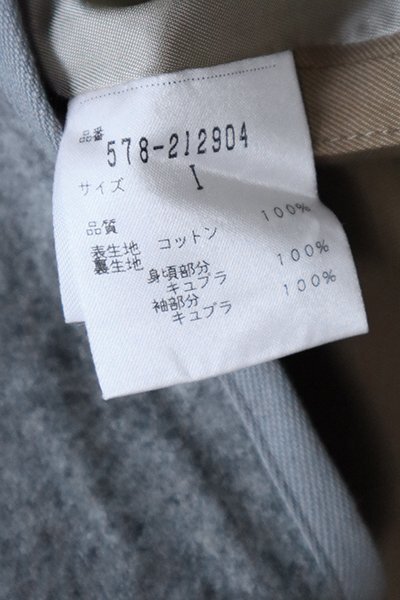 品番
578-212904
サイズ I
品質
表生地 コットン 100%
裏生地
身頃部分 100%
キュプラ
袖部分 100%
キュプラ